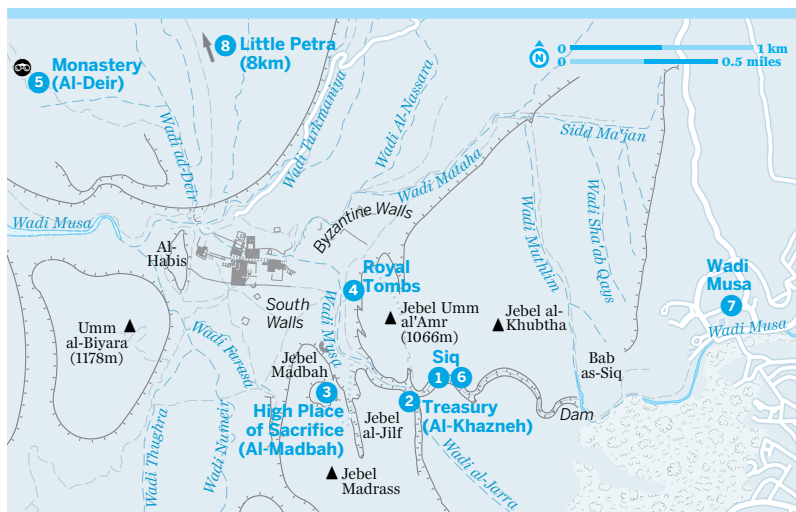 8 Little Petra
(8km)
5 Monastery
(Al-Deir)
N
0 1 km
0 0.5 miles
Wadi ad-Deir
Wadi Turkmaniya
Wadi Al-Nassara
Wadi Mataha
Sidd Ma'jan
Wadi Musa
Al-
Habis
Byzantine Walls
Wadi Muthlim
Wadi Sha'ab Qays
Royal
4 Tombs
Wadi
Musa
7
Wadi Musa
South
Walls
Wadi Musa
Jebel Umm
al'Amr
(1066m)
Jebel al-
Khubtha
Umm
al-Biyara
(1178m)
Wadi Farasa
Jebel
Madbah
Siq
1 6
Bab
as-Siq
3
High Place
of Sacrifice
(Al-Madbah)
2 Treasury
(Al-Khazneh)
Dam
Jebel
al-Jilf
Wadi Thughra
Wadi Numeir
Jebel
Madrass
Wadi al-Jarra